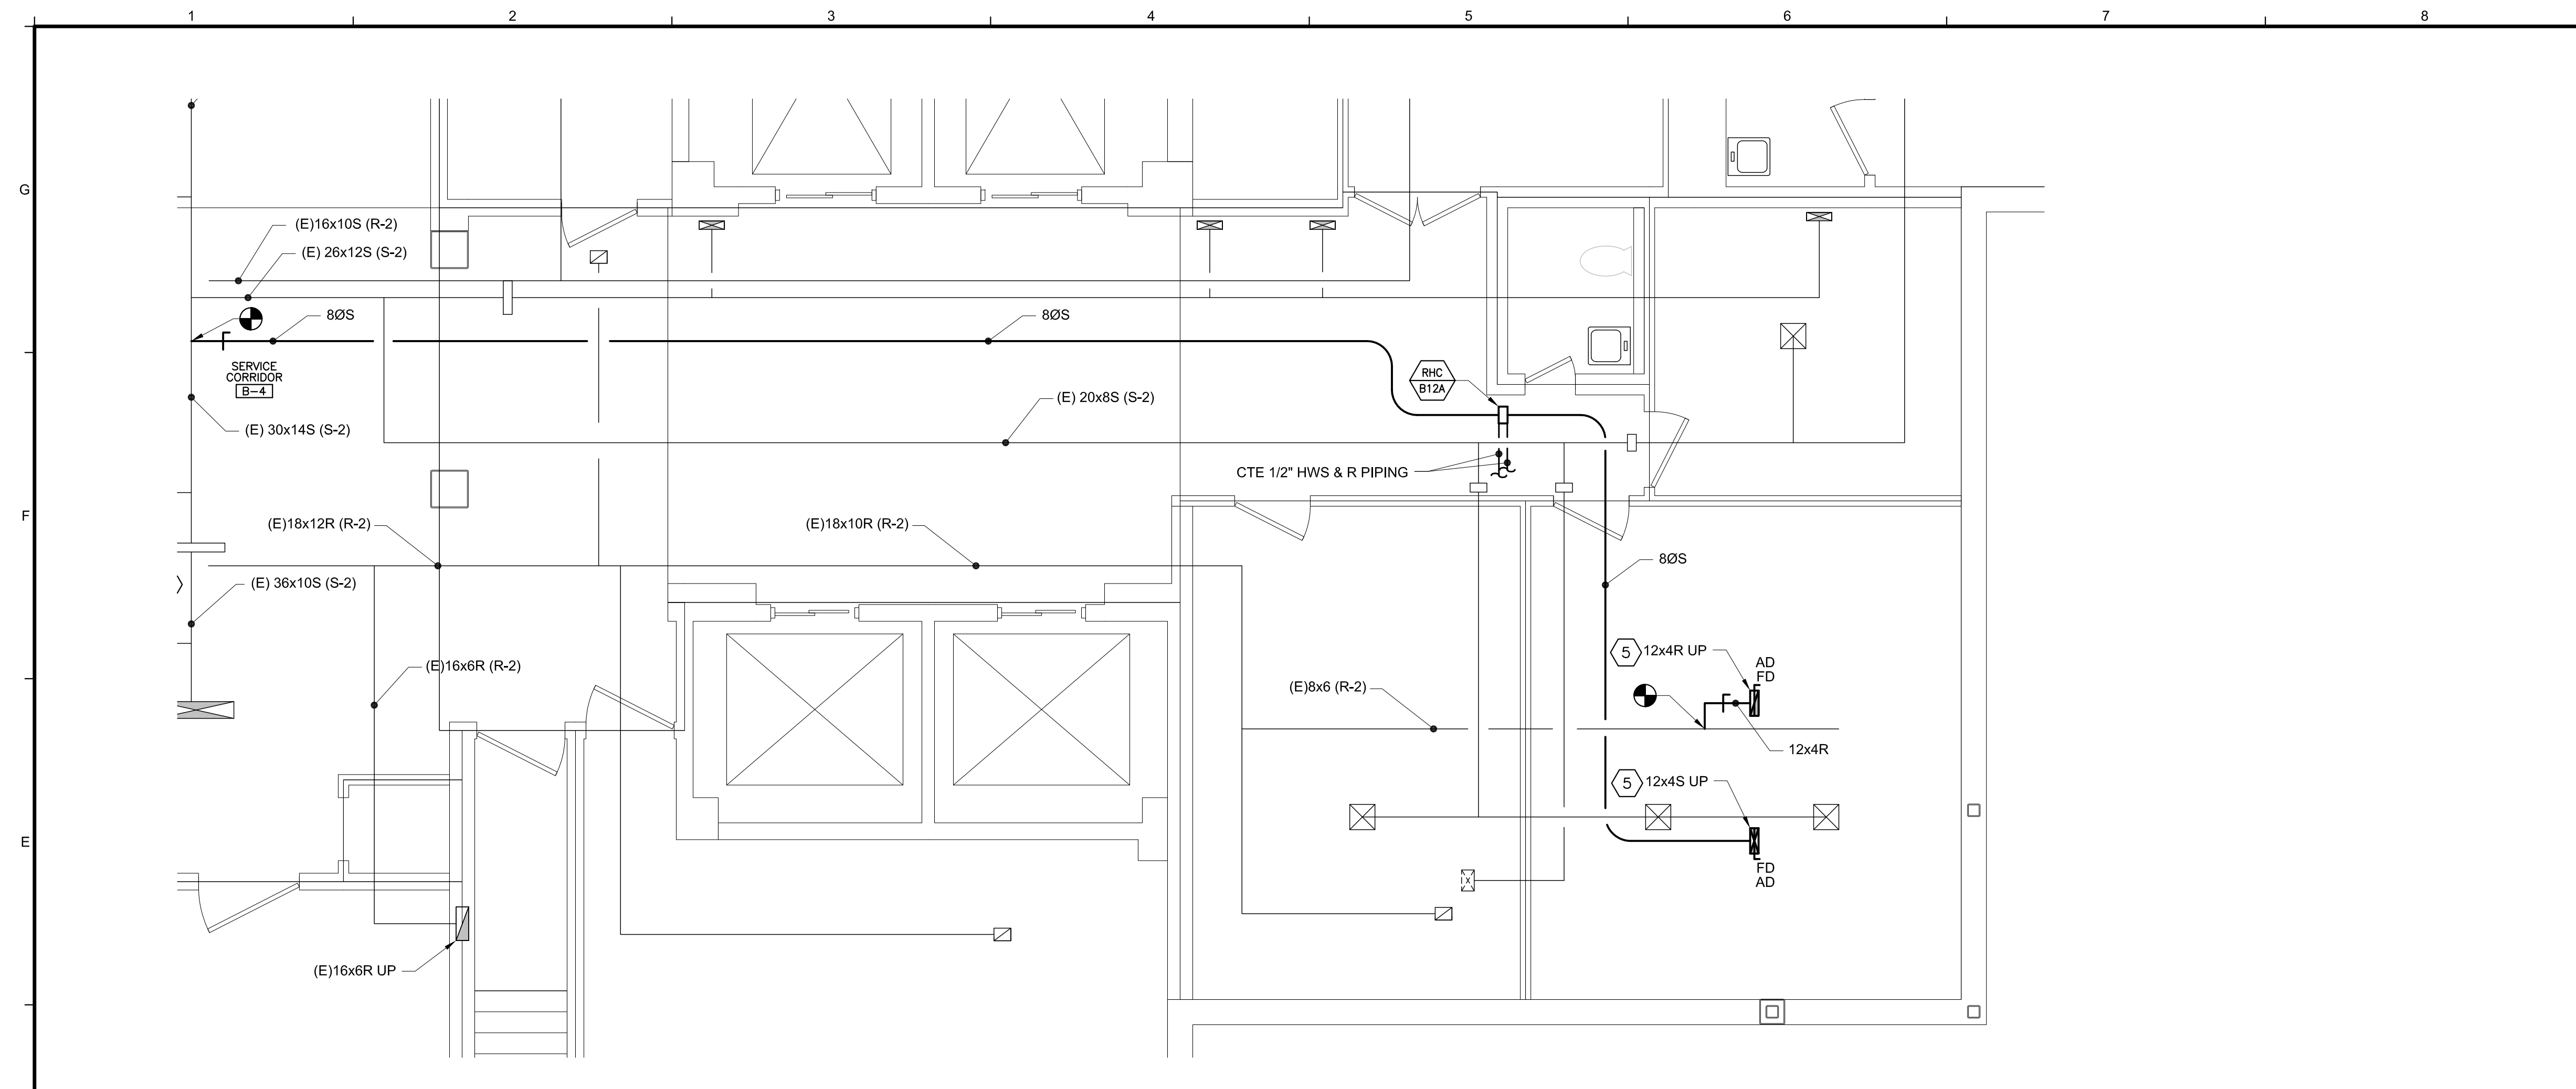 1 2 3 4 5 6 7 8
G
(E)16x10S (R-2)
(E) 26x12S (S-2)
8ØS
8ØS
SERVICE
CORRIDOR
B-4
RHC
B12A
(E) 20x8S (S-2)
(E) 30x14S (S-2)
CTE 1/2" HWS & R PIPING
F
(E)18x12R (R-2)
(E)18x10R (R-2)
8ØS
(E) 36x10S (S-2)
5 12x4R UP
AD
FD
(E)16x6R (R-2)
(E)8x6 (R-2)
12x4R
5 12x4S UP
E
FD
AD
(E)16x6R UP